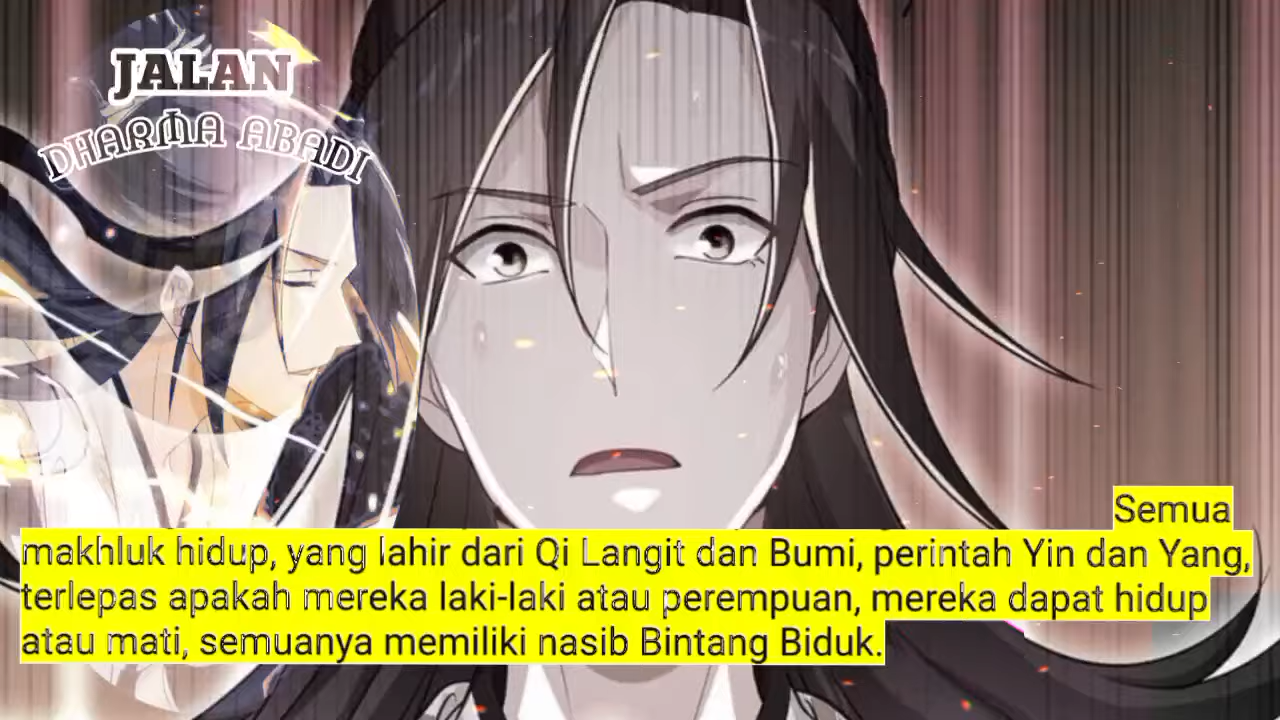 JALAN
DHARMA ABADI
Semua
makhluk hidup, yang lahir dari Qi Langit dan Bumi, perintah Yin dan Yang,
terlepas apakah mereka laki-laki atau perempuan, mereka dapat hidup
atau mati, semuanya memiliki nasib Bintang Biduk.